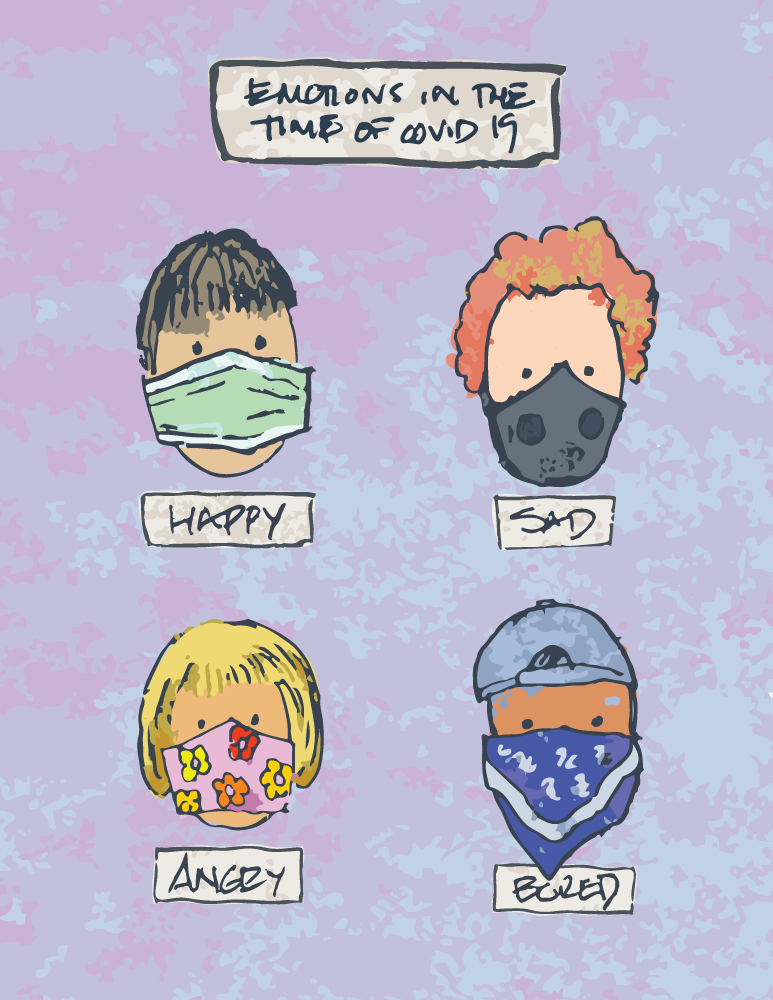 EMOTIONS IN THE
TIME OF COVID 19
HAPPY
SAD
ANGRY
BORED